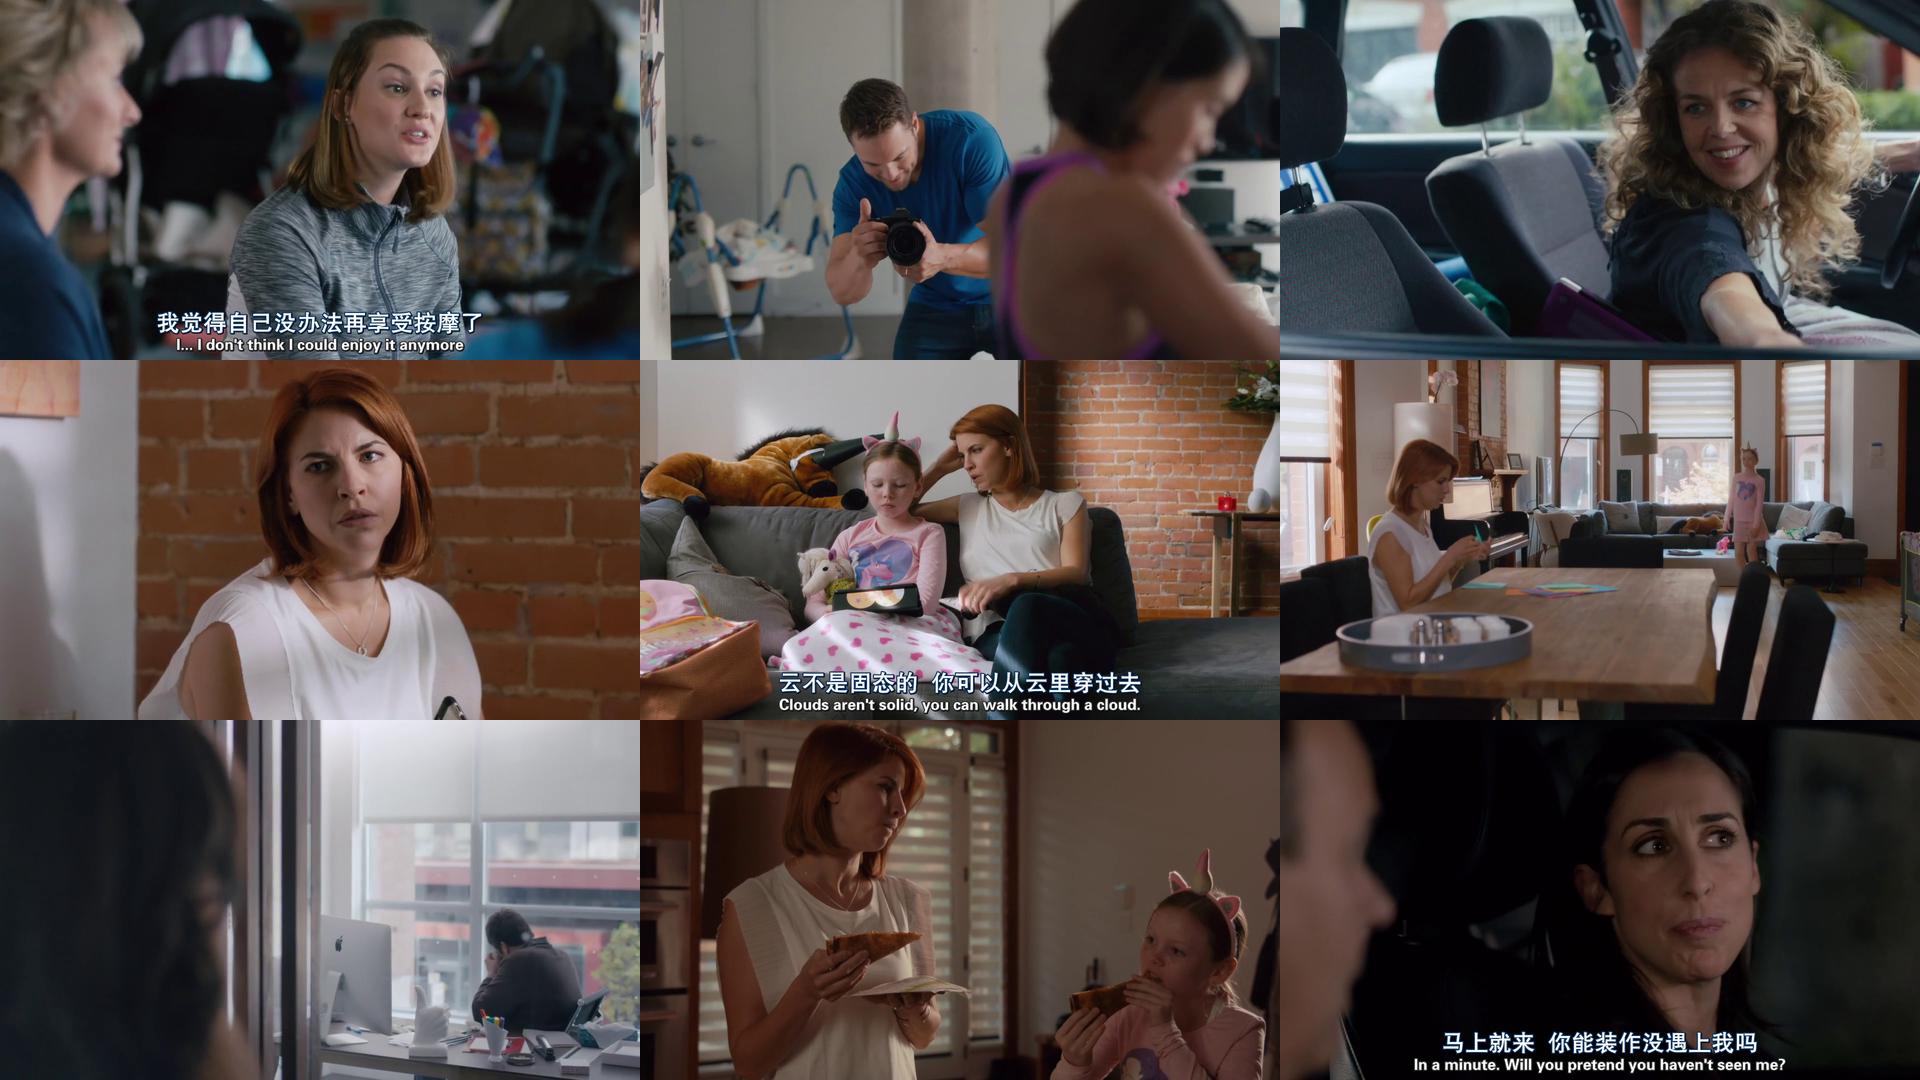 我觉得自己没办法再享受按摩了
I... I don't think I could enjoy it anymore
云不是固态的 你可以从云里穿过去
Clouds aren't solid, you can walk through a cloud.
马上就来 你能装作没遇上我吗
In a minute. Will you pretend you haven't seen me?